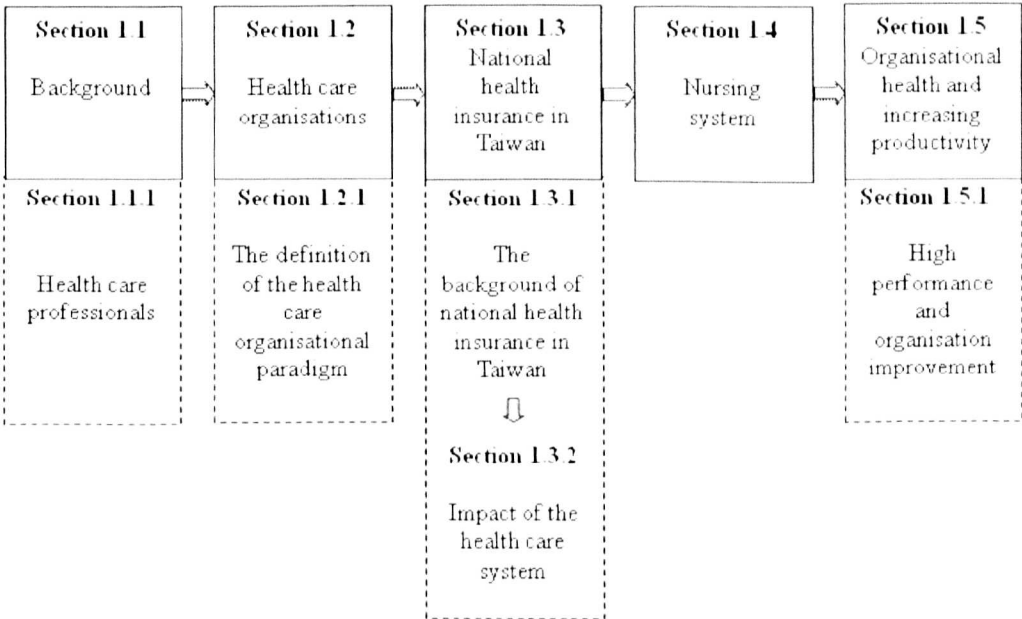 Section 1.1
Background
Section 1.2
Health care
organisations
Section 1.3
National
health
insurance in
Taiwan
Section 1.4
Nursing
system
Section 1.5
Organisational
health and
increasing
productivity
Section 1.1.1
Health care
professionals
Section 1.2.1
The definition
of the health
care
organisational
paradigm
Section 1.3.1
The
background of
national health
insurance in
Taiwan
Section 1.3.2
Impact of the
health care
system
Section 1.5.1
High
performance
and
organisation
improvement